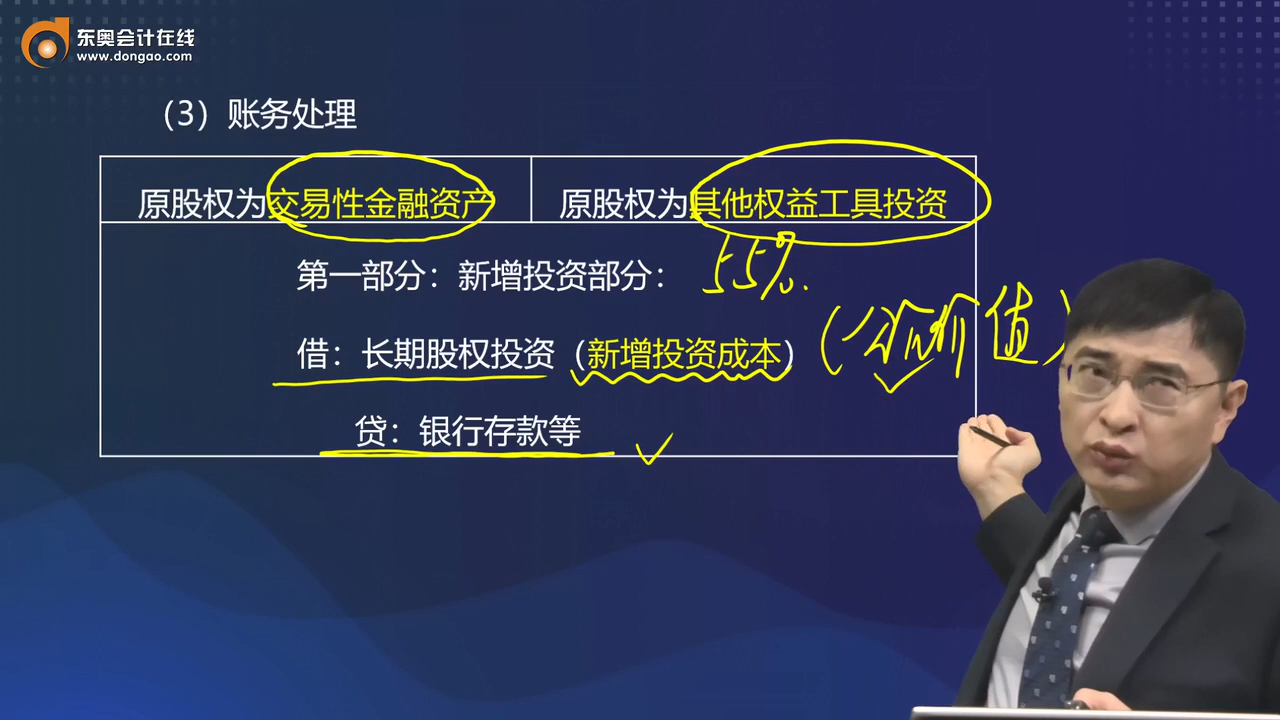 东奥会计在线
www.dongao.com
（3）账务处理
原股权为交易性金融资产
原股权为其他权益工具投资
第一部分：新增投资部分： 55%.
借：长期股权投资（新增投资成本）（公允价值）
贷：银行存款等